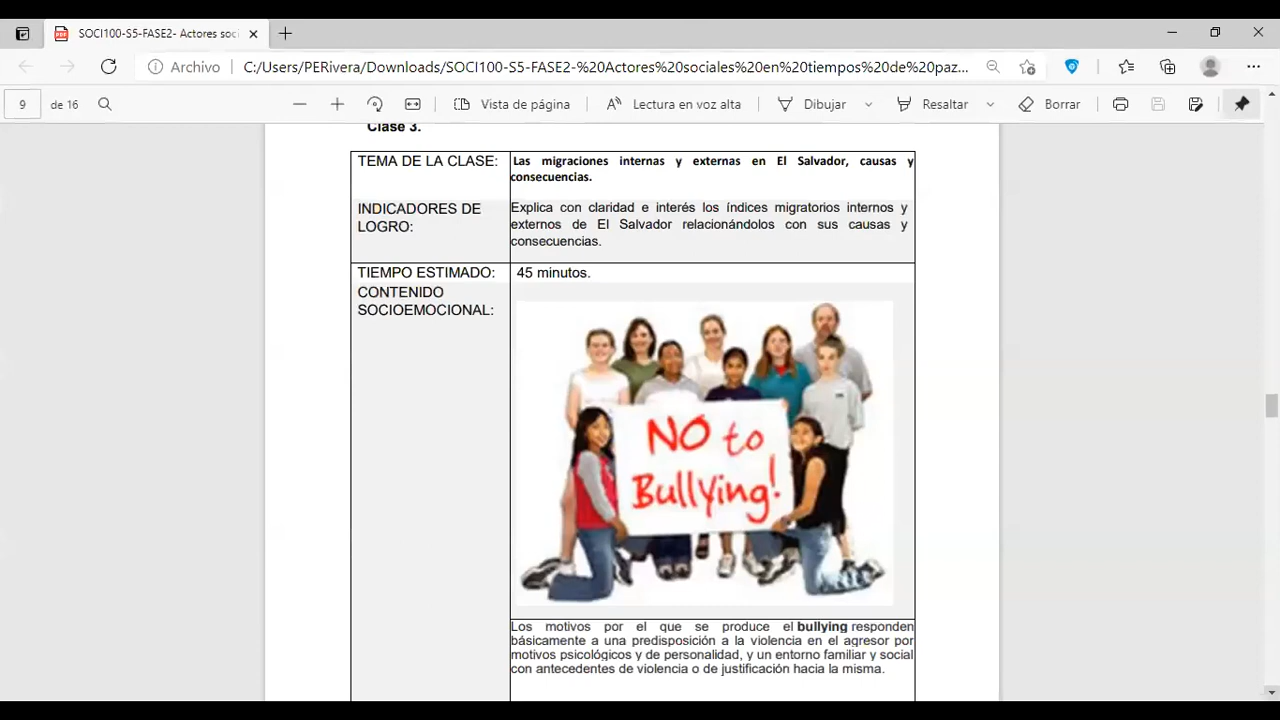 SOCI100-S5-FASE2- Actores soc
Archivo
C:/Users/PERivera/Downloads/SOCI100-S5-FASE2-%20Actores%20sociales%20en%20tiempos%20de%20paz...
9 de 16
Vista de página
Lectura en voz alta
Dibujar
Resaltar
Borrar
Clase 3.
TEMA DE LA CLASE:
Las migraciones internas y externas en El Salvador, causas y
consecuencias.
INDICADORES DE
LOGRO:
Explica con claridad e interés los índices migratorios internos y
externos de El Salvador relacionándolos con sus causas y
consecuencias.
TIEMPO ESTIMADO:
45 minutos.
CONTENIDO
SOCIOEMOCIONAL:
NO to
Bullying!
Los motivos por el que se produce el bullying responden
básicamente a una predisposición a la violencia en el agresor por
motivos psicológicos y de personalidad, y un entorno familiar y social
con antecedentes de violencia o de justificación hacia la misma.